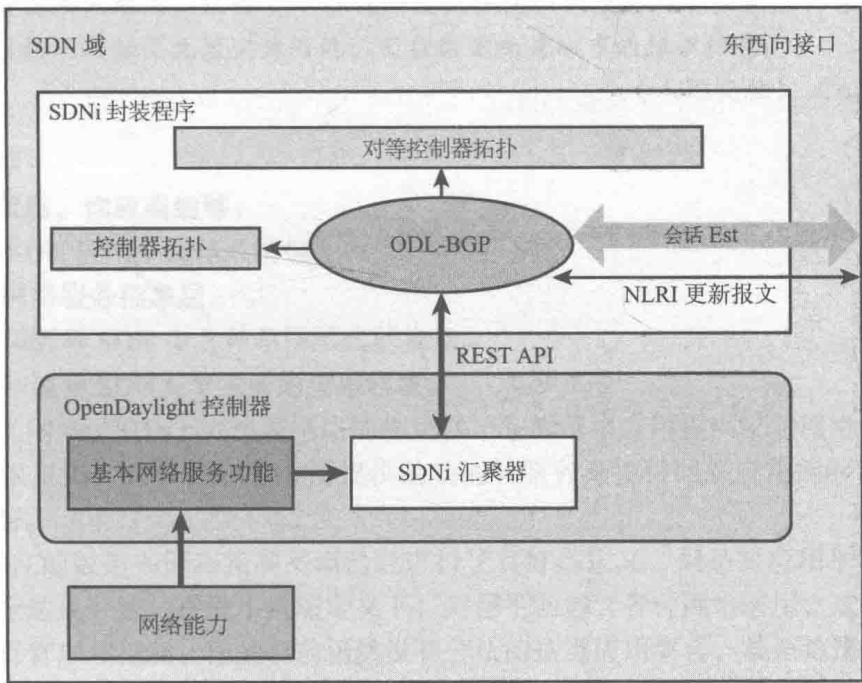 SDN 域
东西向接口
SDNi 封装程序
对等控制器拓扑
控制器拓扑
ODL-BGP
会话 Est
NLRI 更新报文
REST API
OpenDaylight 控制器
基本网络服务功能
SDNi 汇聚器
网络能力